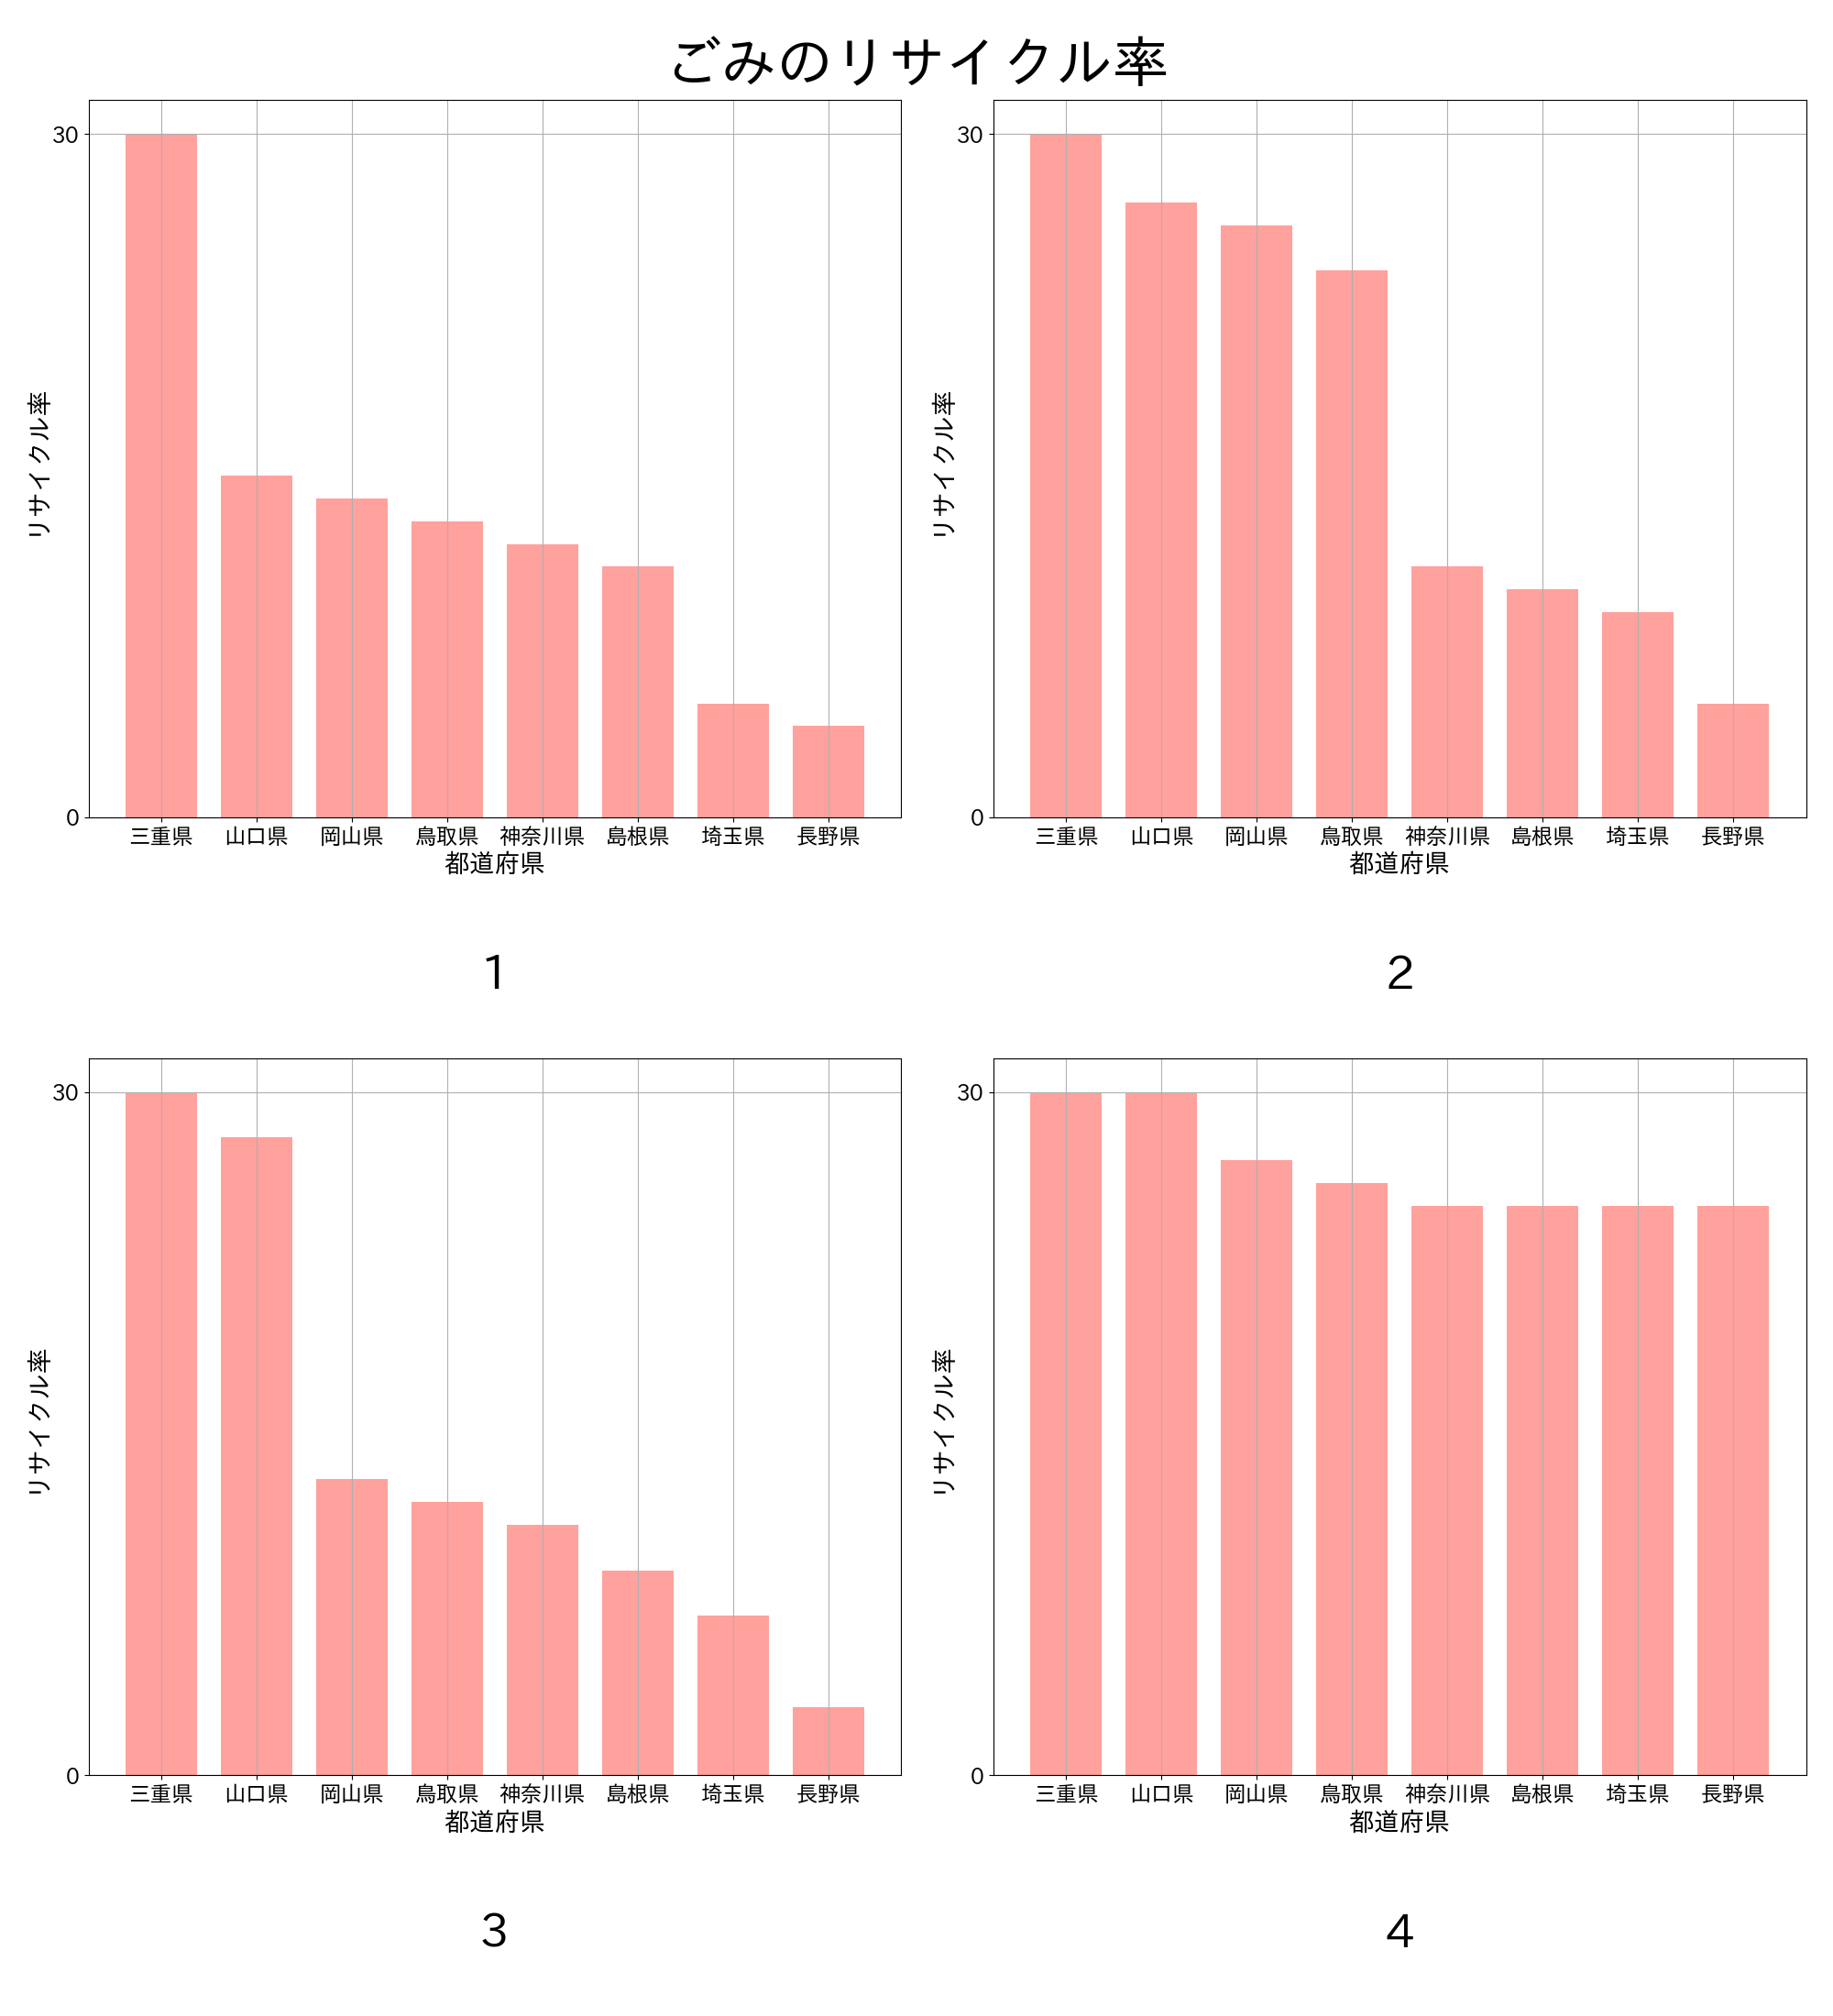 ごみのリサイクル率
30
0
リサイクル率
三重県 山口県 岡山県 鳥取県 神奈川県 島根県 埼玉県 長野県
都道府県
1
30
0
リサイクル率
三重県 山口県 岡山県 鳥取県 神奈川県 島根県 埼玉県 長野県
都道府県
2
30
0
リサイクル率
三重県 山口県 岡山県 鳥取県 神奈川県 島根県 埼玉県 長野県
都道府県
3
30
0
リサイクル率
三重県 山口県 岡山県 鳥取県 神奈川県 島根県 埼玉県 長野県
都道府県
4